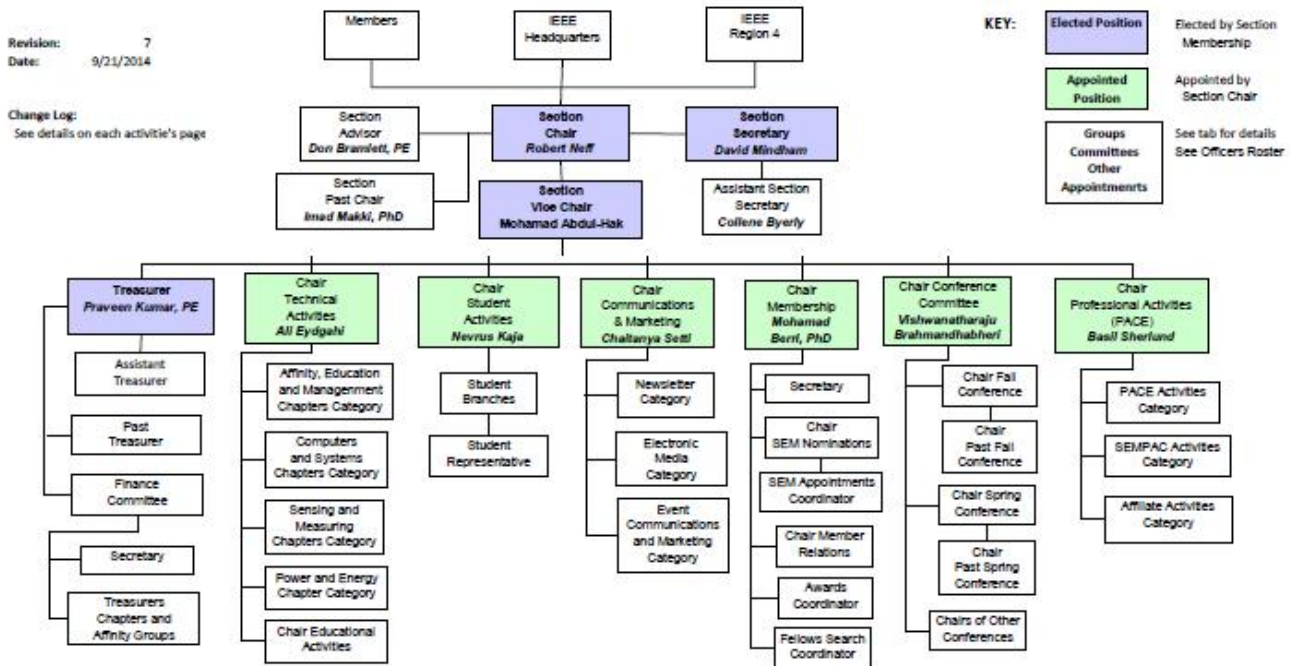 Revision: 7
Date: 9/21/2014
Change Log:
See details on each activitie's page
Members
IEEE
Headquarters
IEEE
Region 4
KEY:
Elected Position
Elected by Section
Membership
Appointed
Position
Appointed by
Section Chair
Groups
Committees
Other
Appointmenrts
See tab for details
See Officers Roster
Section
Advisor
Don Bramlett, PE
Section
Chair
Robert Neff
Section
Secretary
David Mindham
Section
Past Chair
Imad Makki, PhD
Section
Vice Chair
Mohamad Abdul-Hak
Assistant Section
Secretary
Collene Byerly
Treasurer
Praveen Kumar, PE
Assistant
Treasurer
Past
Treasurer
Finance
Committee
Secretary
Treasurers
Chapters and
Affinity Groups
Chair
Technical
Activities
Ali Eydgahi
Affinity, Education
and Managenment
Chapters Category
Computers
and Systems
Chapters Category
Sensing and
Measuring
Chapters Category
Power and Energy
Chapter Category
Chair Educational
Activities
Chair
Student
Activities
Nevrus Kaja
Student
Branches
Student
Representative
Chair
Communications
& Marketing
Chaitanya Setti
Newsletter
Category
Electronic
Media
Category
Event
Communications
and Marketing
Category
Chair
Membership
Mohamad
Berri, PhD
Secretary
Chair
SEM Nominations
SEM Appointments
Coordinator
Chair Member
Relations
Awards
Coordinator
Fellows Search
Coordinator
Chair Conference
Committee
Vishwanatharaju
Brahmandhabheri
Chair Fall
Conference
Chair
Past Fall
Conference
Chair Spring
Conference
Chair
Past Spring
Conference
Chairs of Other
Conferences
Chair
Professional Activities
(PACE)
Basil Sherlund
PACE Activities
Category
SEMPAC Activities
Category
Affiliate Activities
Category